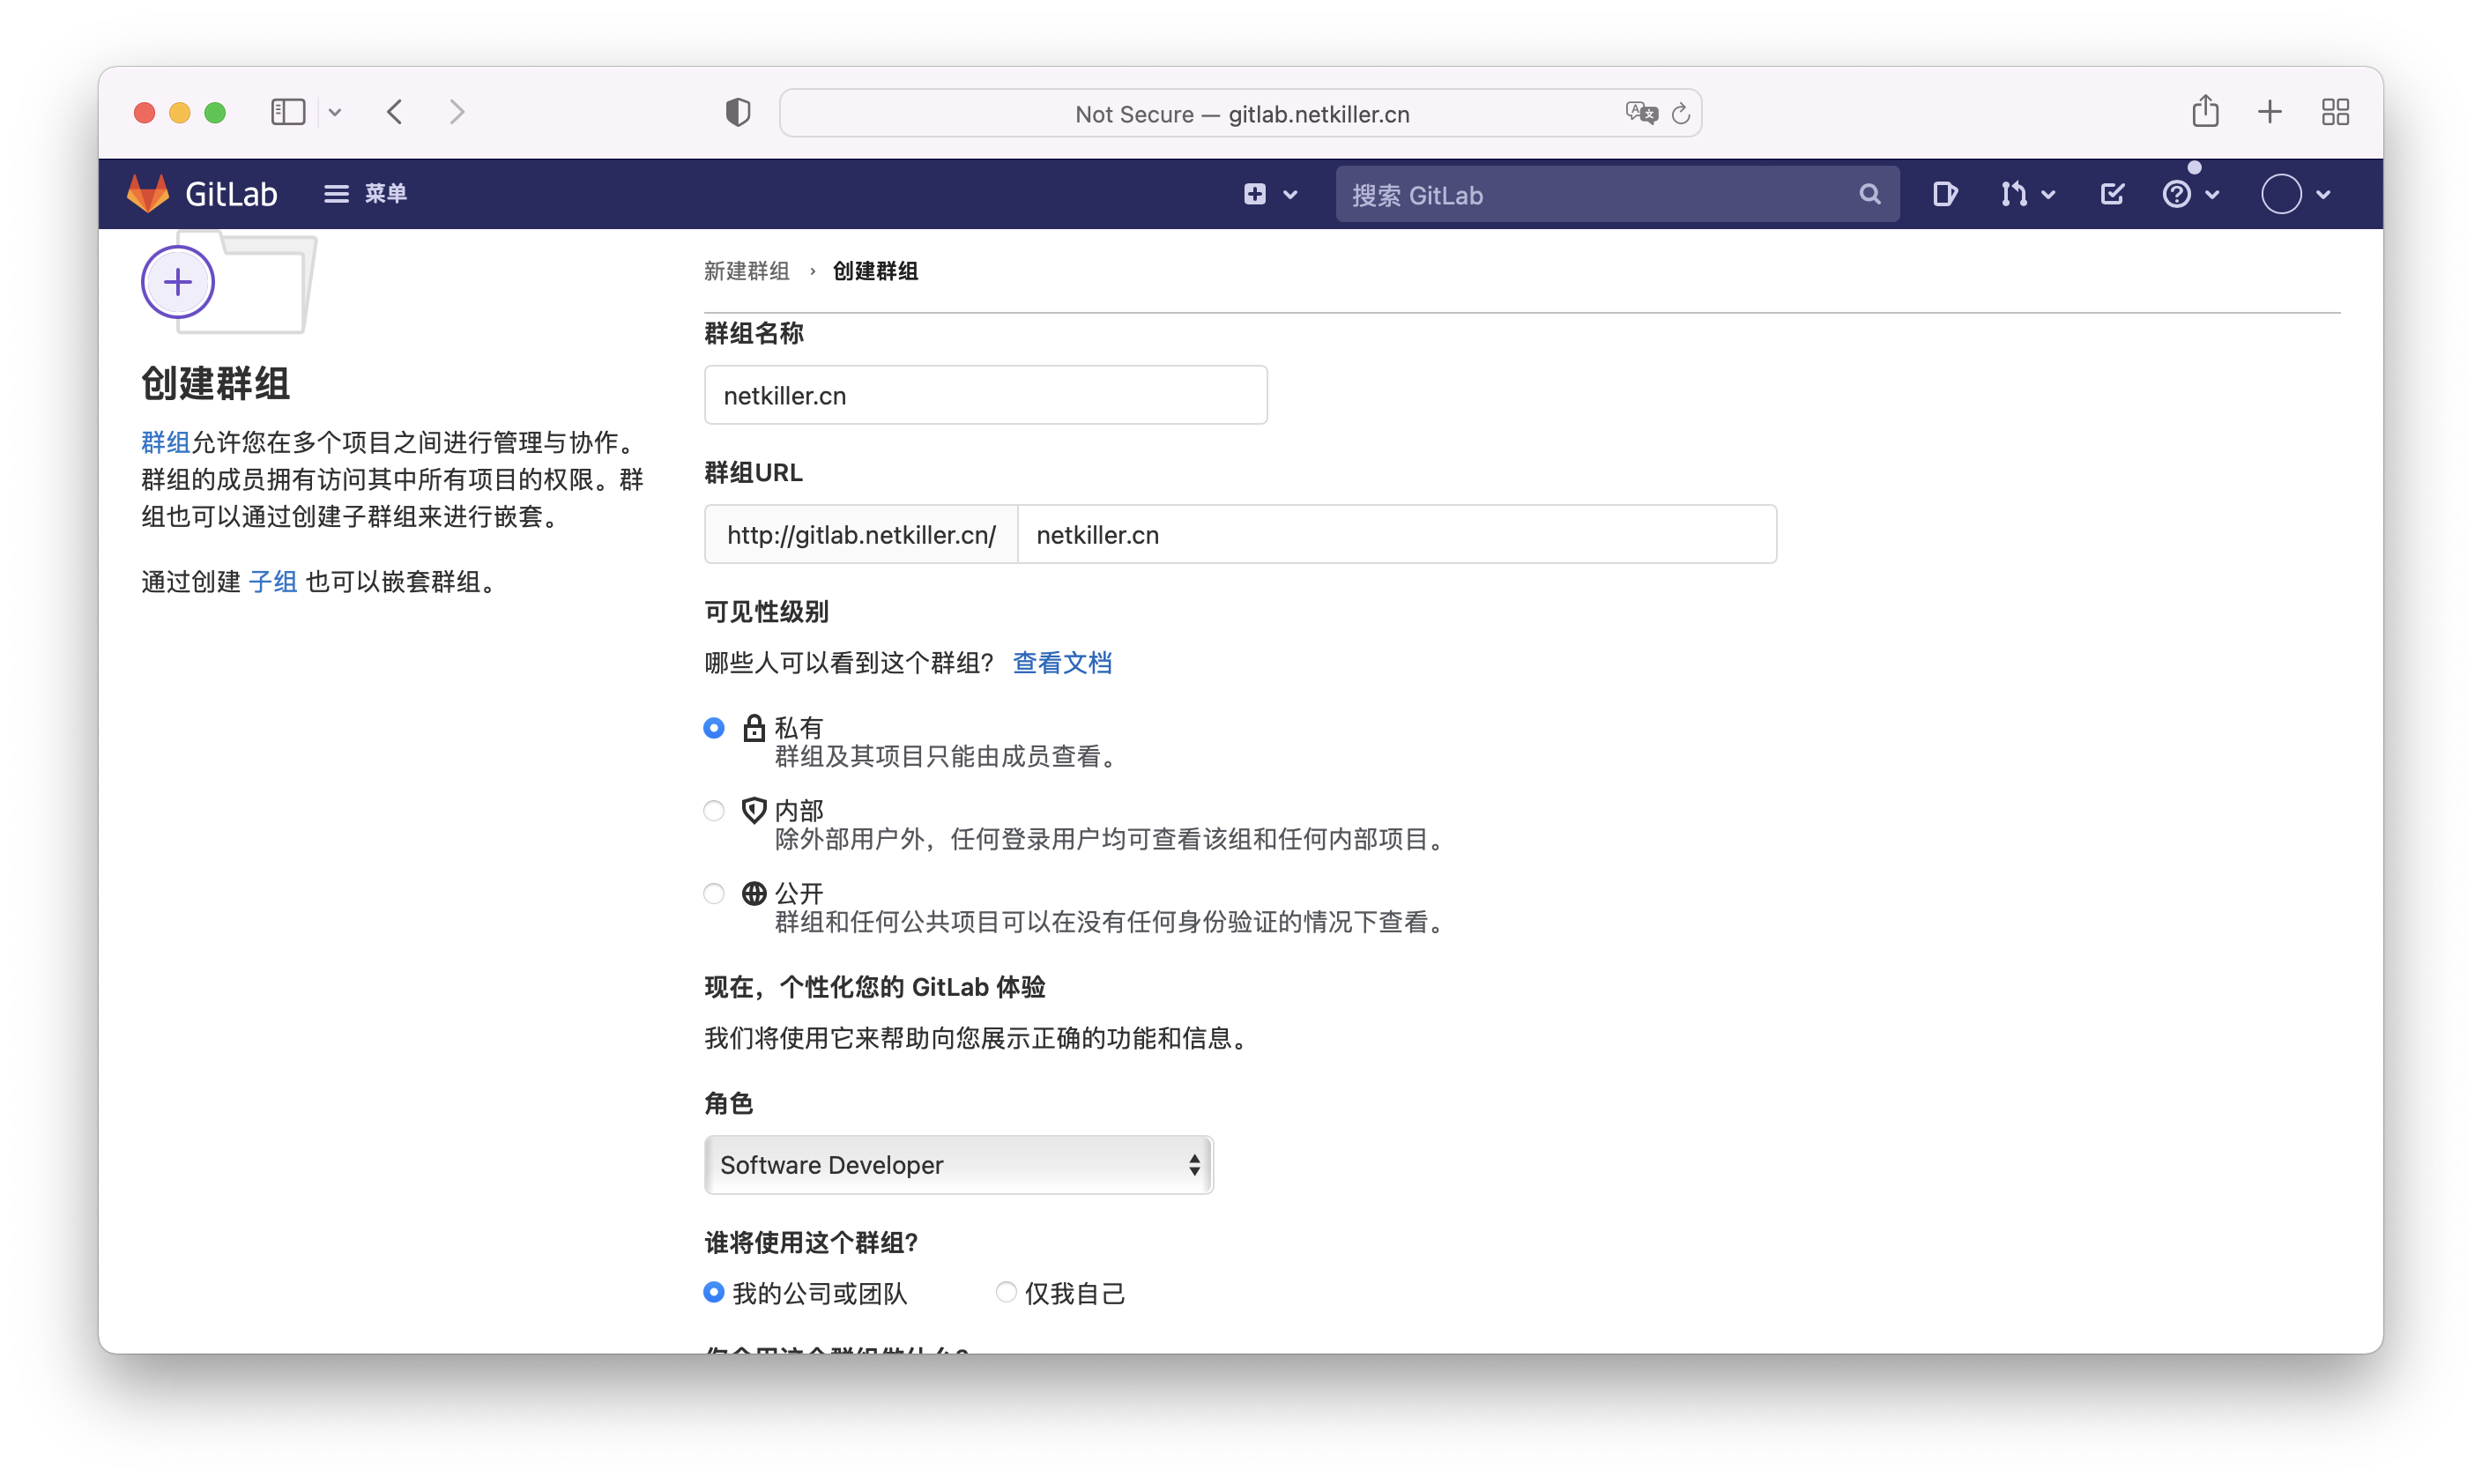 Not Secure — gitlab.netkiller.cn
GitLab
菜单
搜索 GitLab
创建群组
群组允许您在多个项目之间进行管理与协作。
群组的成员拥有访问其中所有项目的权限。群
组也可以通过创建子群组来进行嵌套。
通过创建 子组 也可以嵌套群组。
新建群组 › 创建群组
群组名称
netkiller.cn
群组URL
http://gitlab.netkiller.cn/ netkiller.cn
可见性级别
哪些人可以看到这个群组? 查看文档
私有
群组及其项目只能由成员查看。
内部
除外部用户外，任何登录用户均可查看该组和任何内部项目。
公开
群组和任何公共项目可以在没有任何身份验证的情况下查看。
现在，个性化您的 GitLab 体验
我们将使用它来帮助向您展示正确的功能和信息。
角色
Software Developer
谁将使用这个群组?
我的公司或团队 仅我自己